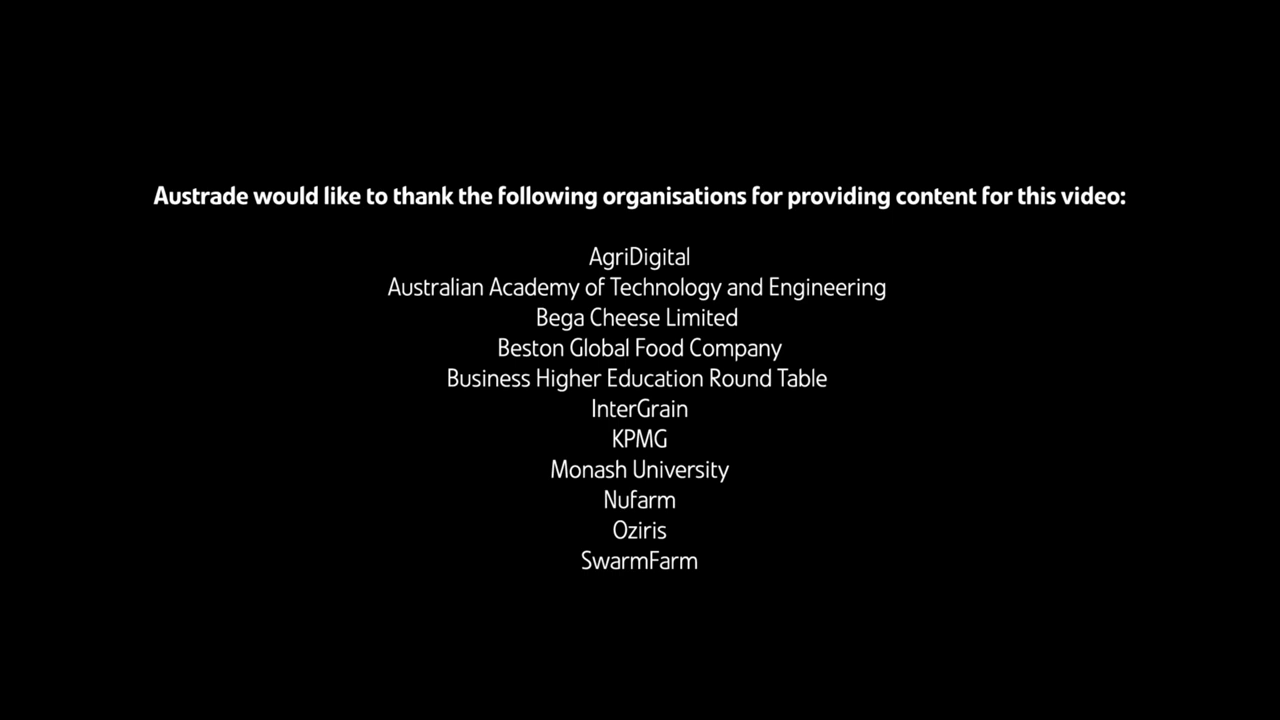 Austrade would like to thank the following organisations for providing content for this video:
AgriDigital
Australian Academy of Technology and Engineering
Bega Cheese Limited
Beston Global Food Company
Business Higher Education Round Table
InterGrain
KPMG
Monash University
Nufarm
Oziris
SwarmFarm